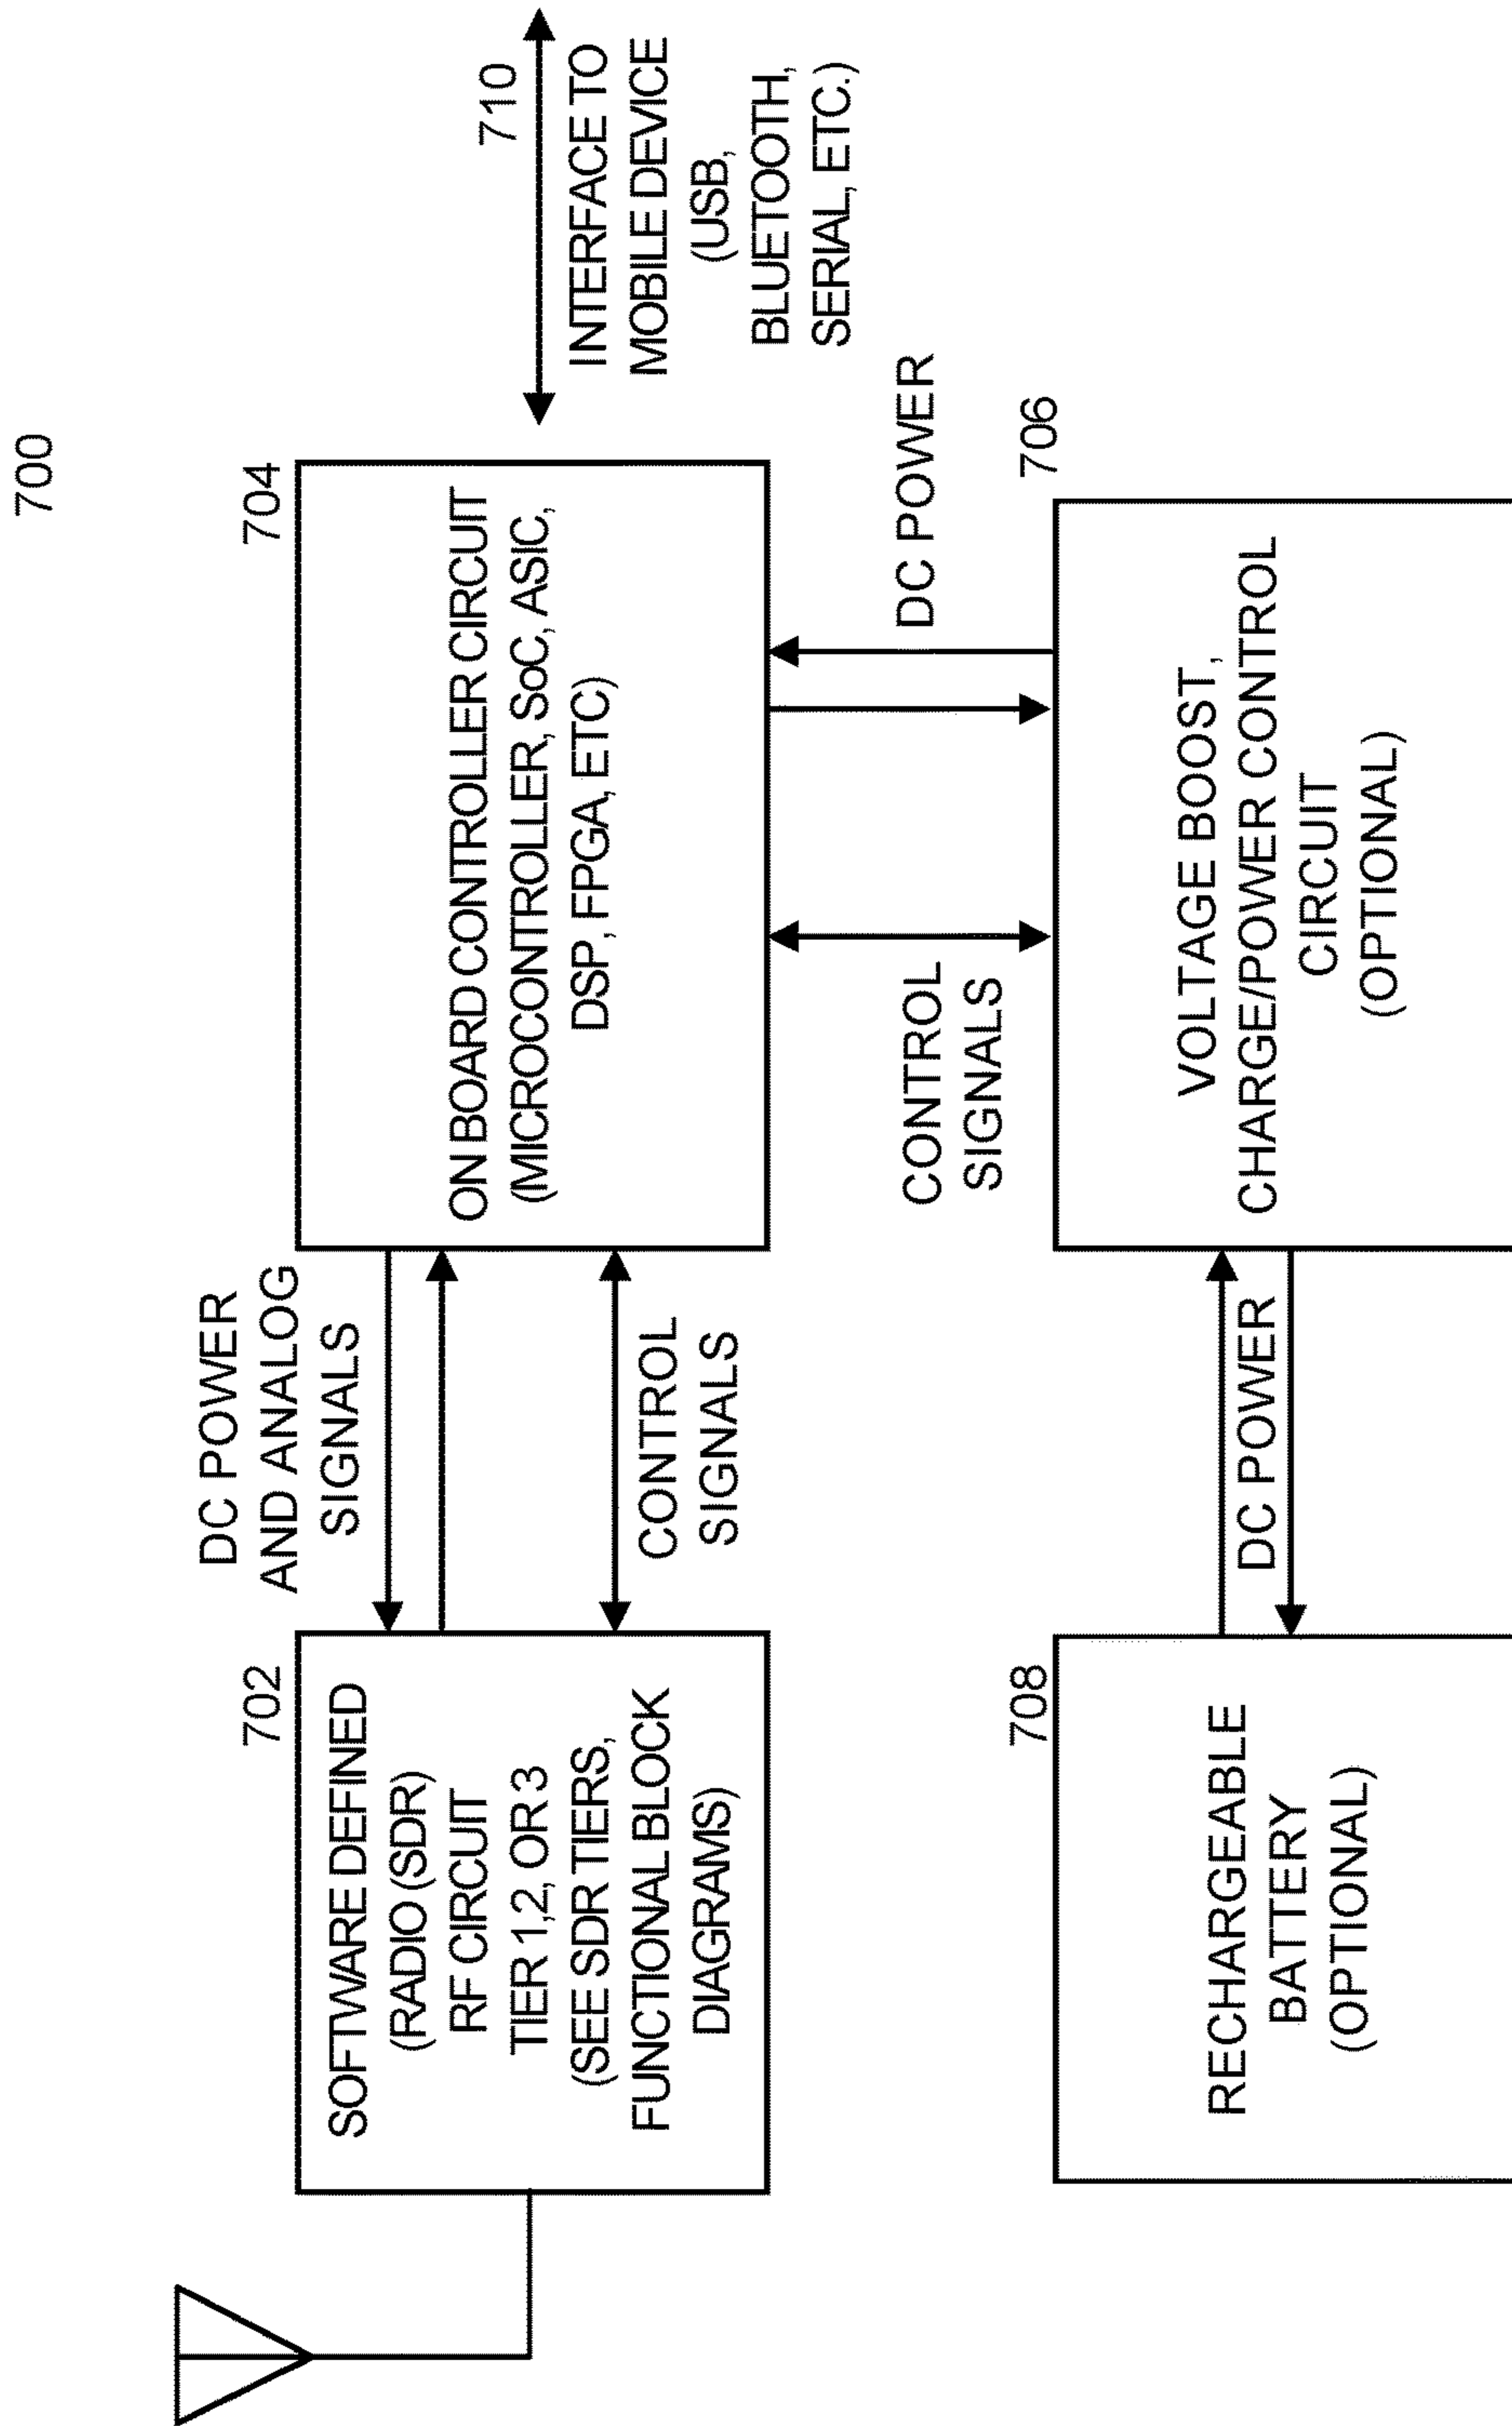 700
702
SOFTWARE DEFINED
(RADIO (SDR)
RF CIRCUIT
TIER 1,2, OR 3
(SEE SDR TIERS,
FUNCTIONAL BLOCK
DIAGRAMS)
DC POWER
AND ANALOG
SIGNALS
CONTROL
SIGNALS
704
ON BOARD CONTROLLER CIRCUIT
(MICROCONTROLLER, SoC, ASIC,
DSP, FPGA, ETC)
710
INTERFACE TO
MOBILE DEVICE
(USB,
BLUETOOTH,
SERIAL, ETC.)
CONTROL
SIGNALS
DC POWER
708
RECHARGEABLE
BATTERY
(OPTIONAL)
DC POWER
706
VOLTAGE BOOST,
CHARGE/POWER CONTROL
CIRCUIT
(OPTIONAL)